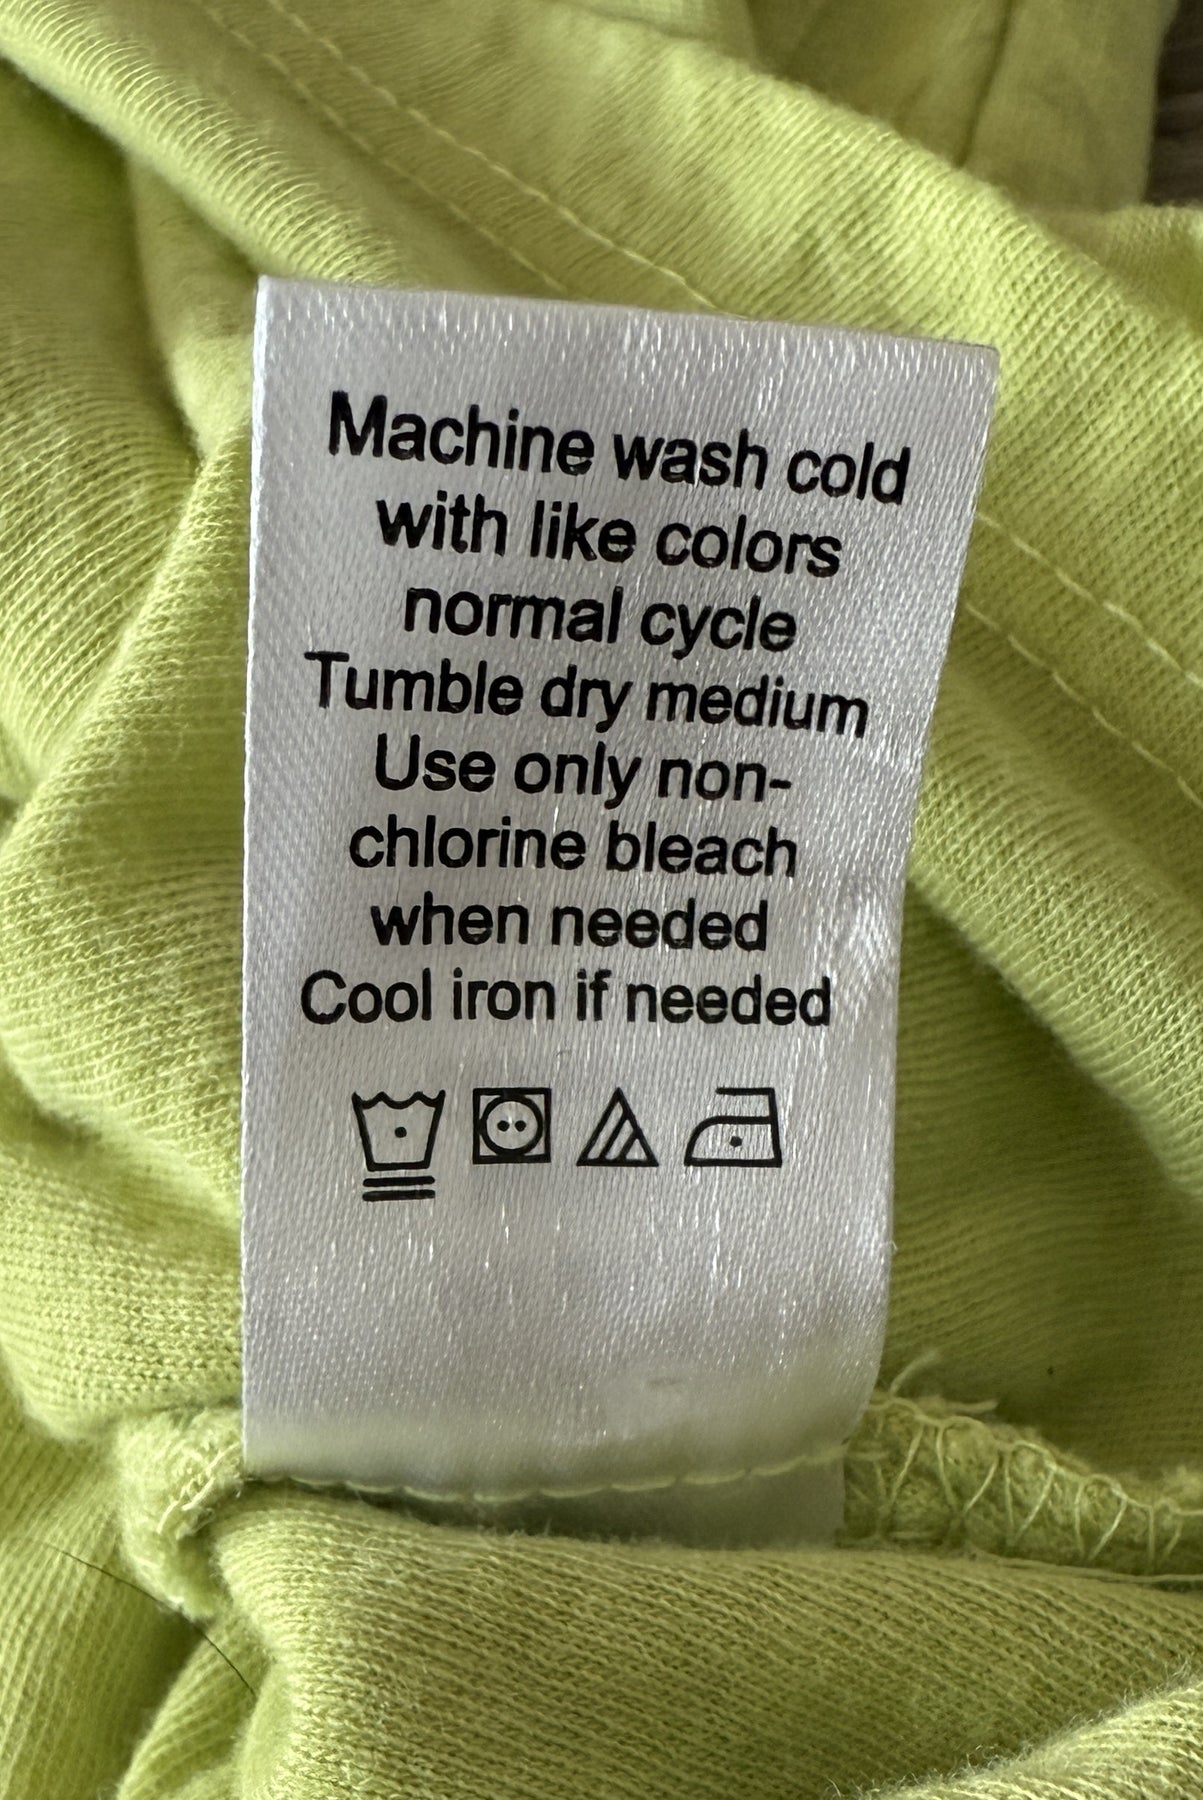 Machine wash cold
with like colors
normal cycle
Tumble dry medium
Use only non-
chlorine bleach
when needed
Cool iron if needed